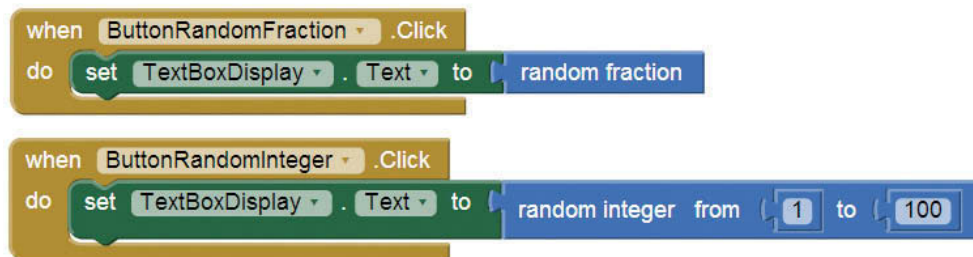 when ButtonRandomFraction .Click
do set TextBoxDisplay . Text to random fraction
when ButtonRandomInteger .Click
do set TextBoxDisplay . Text to random integer from 1 to 100